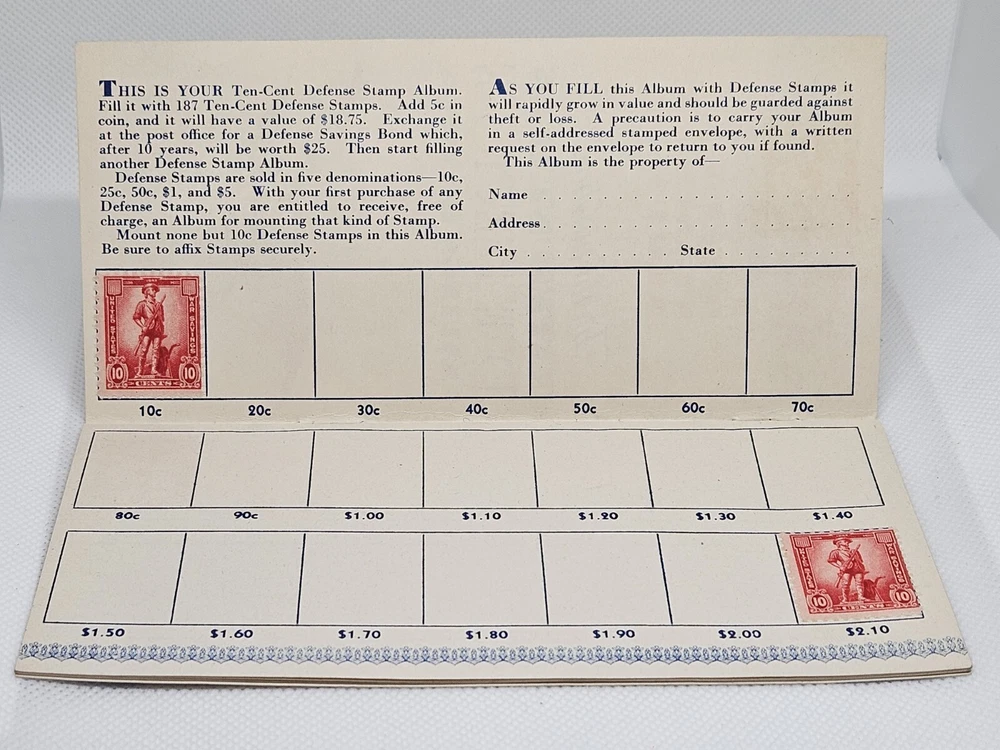 THIS IS YOUR Ten-Cent Defense Stamp Album.
Fill it with 187 Ten-Cent Defense Stamps. Add 5c in
coin, and it will have a value of $18.75. Exchange it
at the post office for a Defense Savings Bond which,
after 10 years, will be worth $25. Then start filling
another Defense Stamp Album.
Defense Stamps are sold in five denominations—10c,
25c, 50c, $1, and $5. With your first purchase of any
Defense Stamp, you are entitled to receive, free of
charge, an Album for mounting that kind of Stamp.
Mount none but 10c Defense Stamps in this Album.
Be sure to affix Stamps securely.
AS YOU FILL this Album with Defense Stamps it
will rapidly grow in value and should be guarded against
theft or loss. A precaution is to carry your Album
in a self-addressed stamped envelope, with a written
request on the envelope to return to you if found.
This Album is the property of—
Name
Address
City State
UNITED STATES
WAR SAVINGS
10 CENTS 10
10c 20c 30c 40c 50c 60c 70c
80c 90c $1.00 $1.10 $1.20 $1.30 $1.40
10 CENTS 10
$1.50 $1.60 $1.70 $1.80 $1.90 $2.00 $2.10